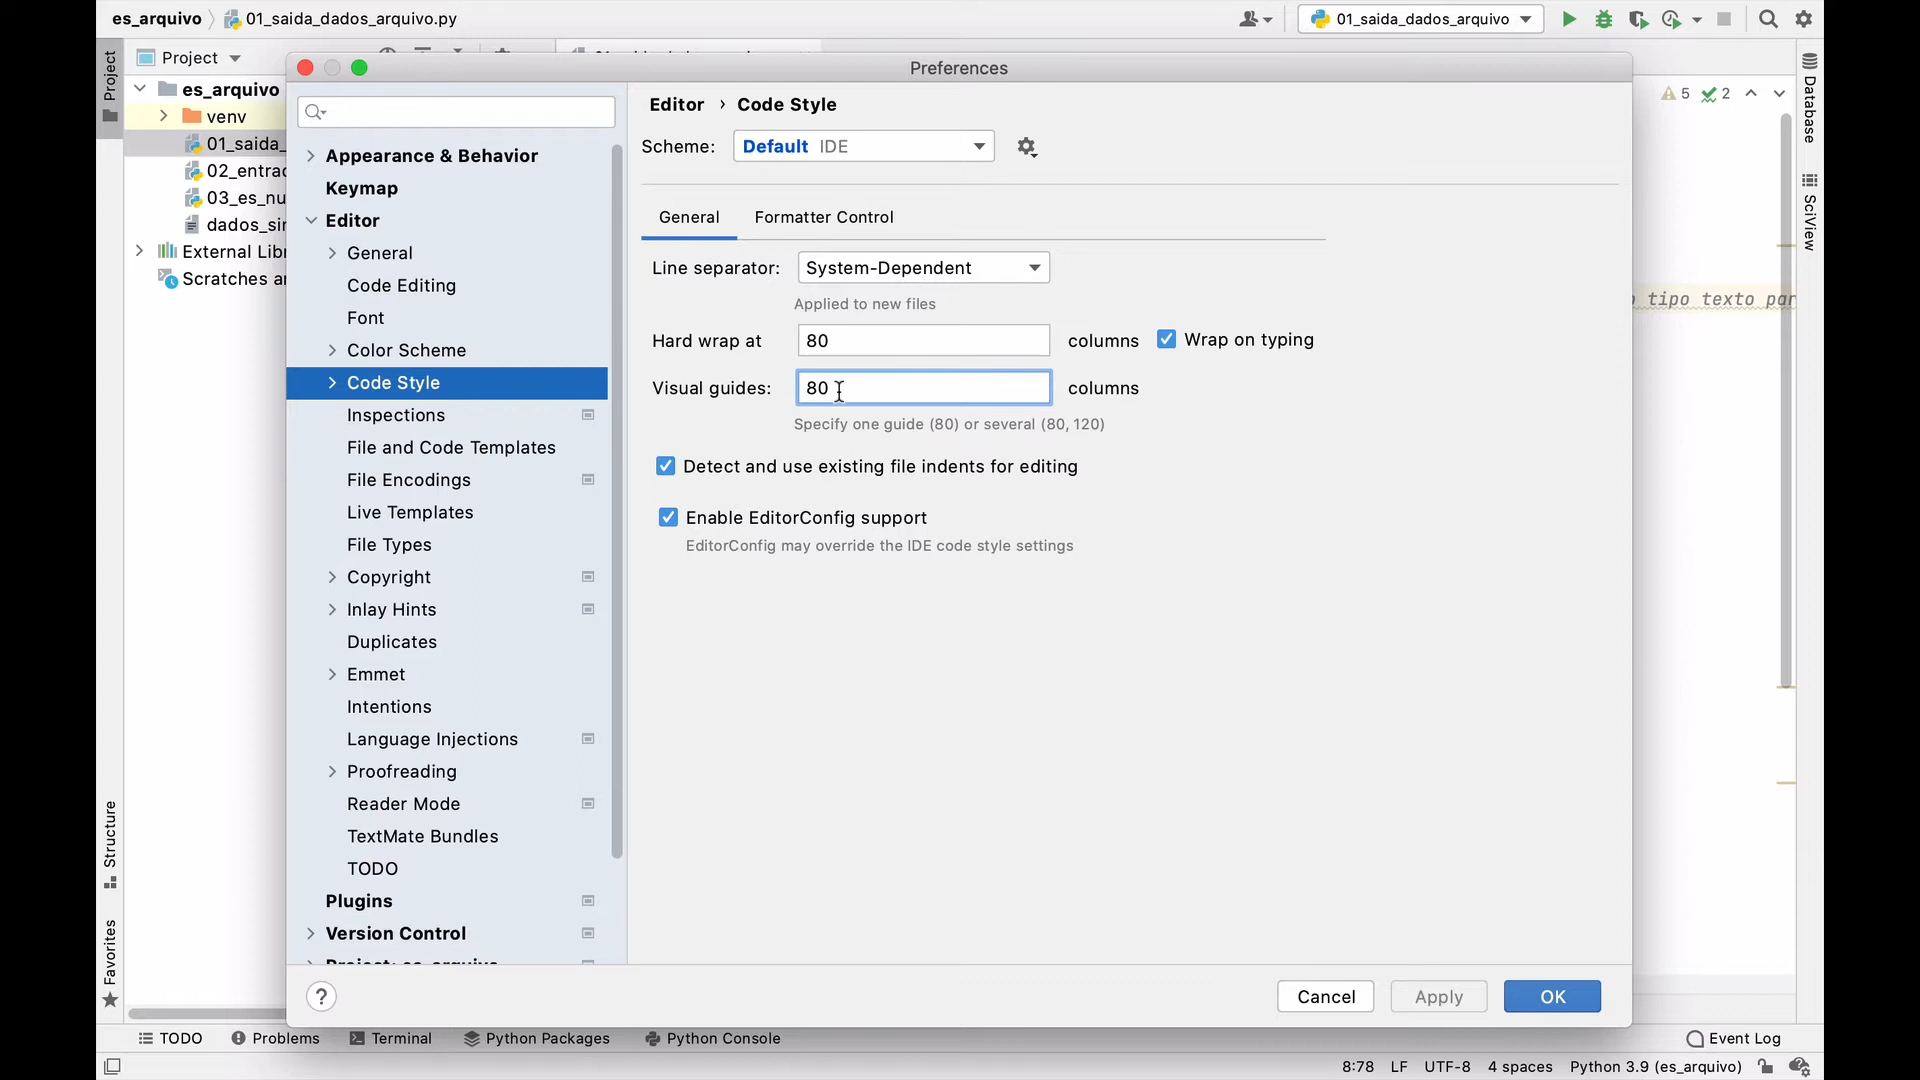 es_arquivo 01_saida_dados_arquivo.py
01_saida_dados_arquivo
Project
Project
es_arquivo
venv
01_saida_
02_entrac
03_es_nu
dados_sir
External Libr
Scratches ar
5 2
tipo texto par
Database
SciView
Structure
Favorites
Preferences
Appearance & Behavior
Keymap
Editor
General
Code Editing
Font
Color Scheme
Code Style
Inspections
File and Code Templates
File Encodings
Live Templates
File Types
Copyright
Inlay Hints
Duplicates
Emmet
Intentions
Language Injections
Proofreading
Reader Mode
TextMate Bundles
TODO
Plugins
Version Control
Project: es_arquivo
Editor › Code Style
Scheme: Default IDE
General Formatter Control
Line separator: System-Dependent
Applied to new files
Hard wrap at 80 columns Wrap on typing
Visual guides: 80 columns
Specify one guide (80) or several (80, 120)
Detect and use existing file indents for editing
Enable EditorConfig support
EditorConfig may override the IDE code style settings
? Cancel Apply OK
TODO Problems Terminal Python Packages Python Console Event Log
8:78 LF UTF-8 4 spaces Python 3.9 (es_arquivo)